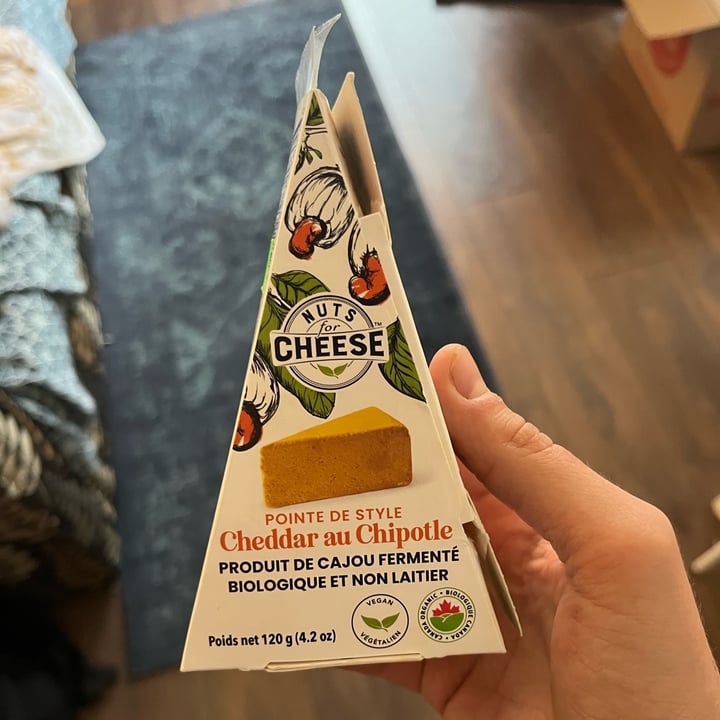 NUTS
for
CHEESE™
POINTE DE STYLE
Cheddar au Chipotle
PRODUIT DE CAJOU FERMENTÉ
BIOLOGIQUE ET NON LAITIER
Poids net 120 g (4.2 oz)
VEGAN
VÉGÉTALIEN
CANADA ORGANIC • BIOLOGIQUE CANADA •